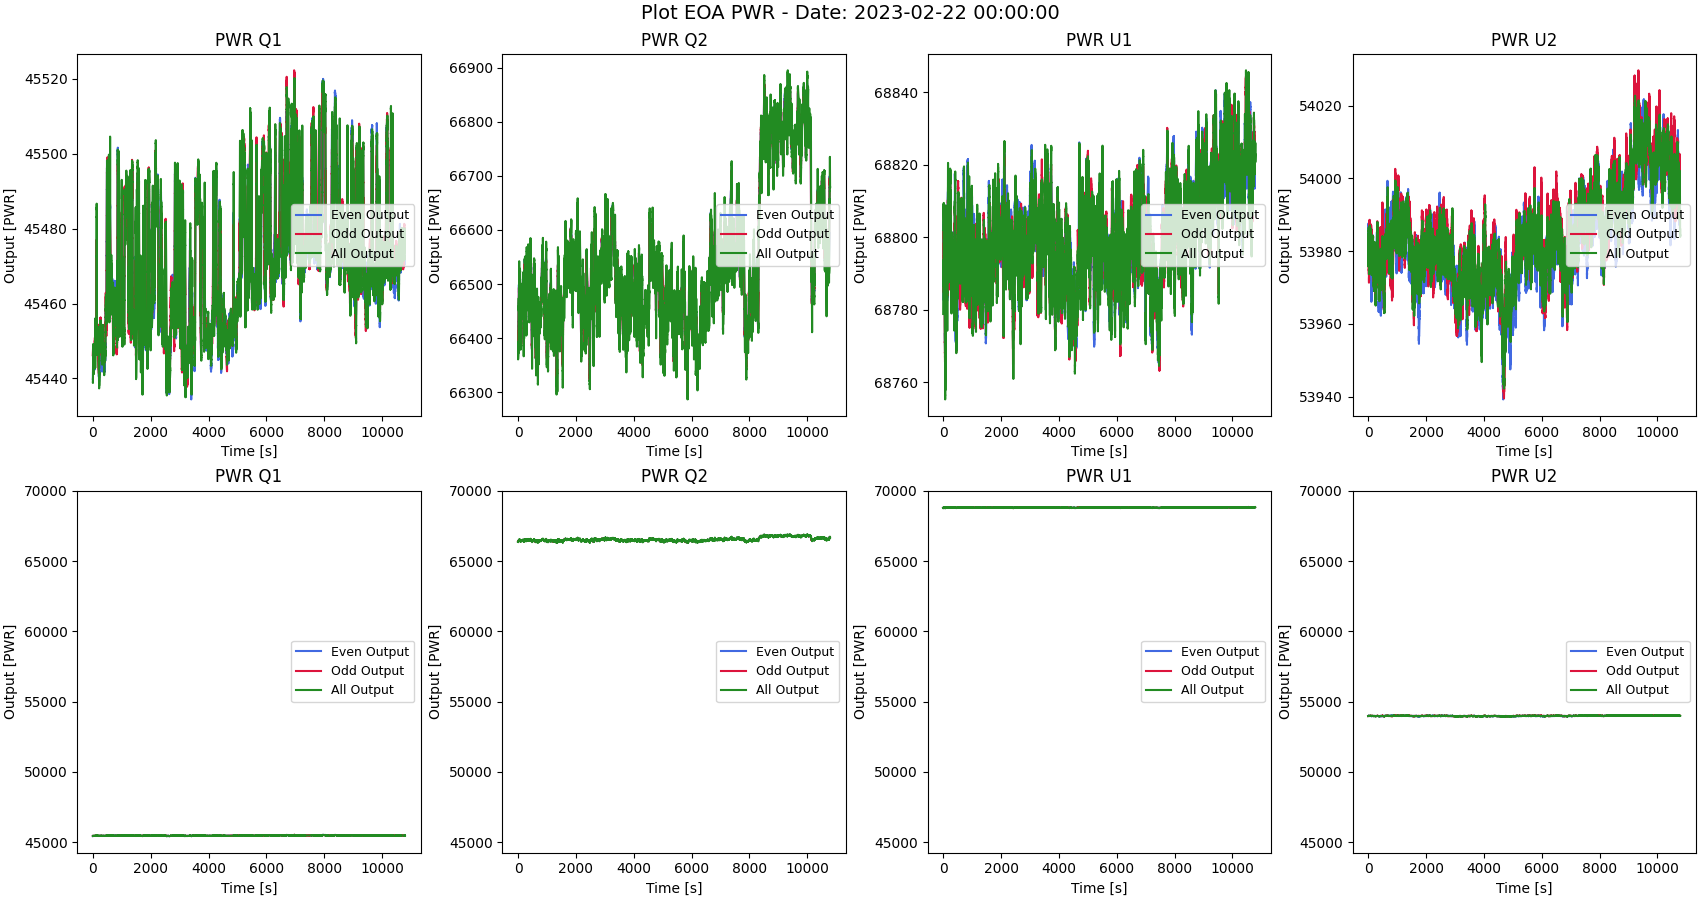 Plot EOA PWR - Date: 2023-02-22 00:00:00
PWR Q1
Output [PWR]
45520
45500
45480
45460
45440
0 2000 4000 6000 8000 10000
Time [s]
Even Output
Odd Output
All Output
PWR Q2
Output [PWR]
66900
66800
66700
66600
66500
66400
66300
0 2000 4000 6000 8000 10000
Time [s]
Even Output
Odd Output
All Output
PWR U1
Output [PWR]
68840
68820
68800
68780
68760
0 2000 4000 6000 8000 10000
Time [s]
Even Output
Odd Output
All Output
PWR U2
Output [PWR]
54020
54000
53980
53960
53940
0 2000 4000 6000 8000 10000
Time [s]
Even Output
Odd Output
All Output
PWR Q1
Output [PWR]
70000
65000
60000
55000
50000
45000
0 2000 4000 6000 8000 10000
Time [s]
Even Output
Odd Output
All Output
PWR Q2
Output [PWR]
70000
65000
60000
55000
50000
45000
0 2000 4000 6000 8000 10000
Time [s]
Even Output
Odd Output
All Output
PWR U1
Output [PWR]
70000
65000
60000
55000
50000
45000
0 2000 4000 6000 8000 10000
Time [s]
Even Output
Odd Output
All Output
PWR U2
Output [PWR]
70000
65000
60000
55000
50000
45000
0 2000 4000 6000 8000 10000
Time [s]
Even Output
Odd Output
All Output